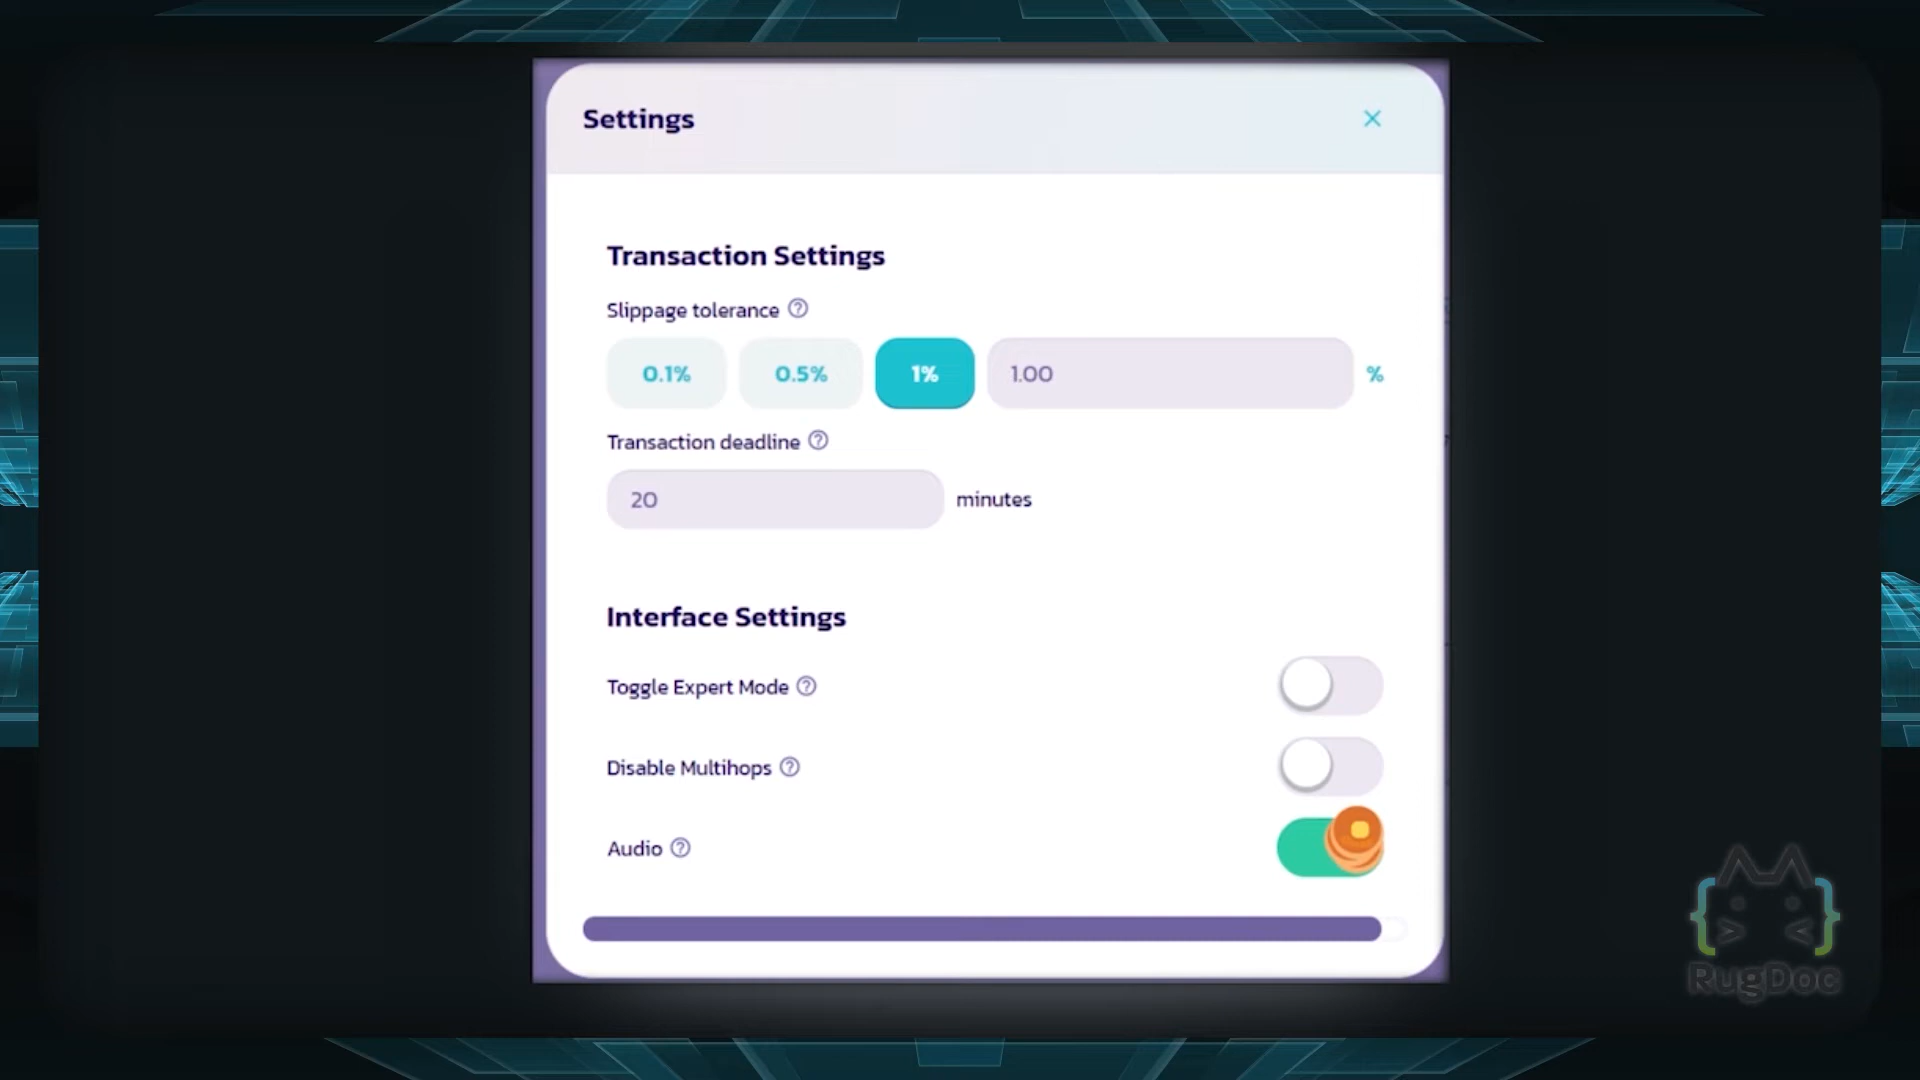 Settings
Transaction Settings
Slippage tolerance
0.1% 0.5% 1% 1.00 %
Transaction deadline
20 minutes
Interface Settings
Toggle Expert Mode
Disable Multihops
Audio
RugDoc